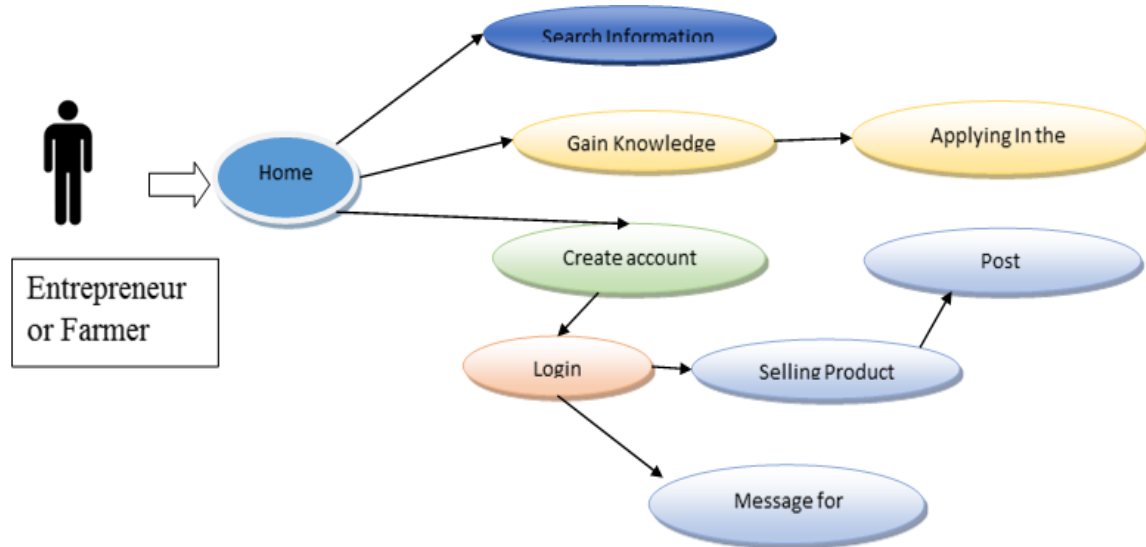 Search Information
Gain Knowledge
Applying In the
Home
Create account
Post
Entrepreneur
or Farmer
Login
Selling Product
Message for